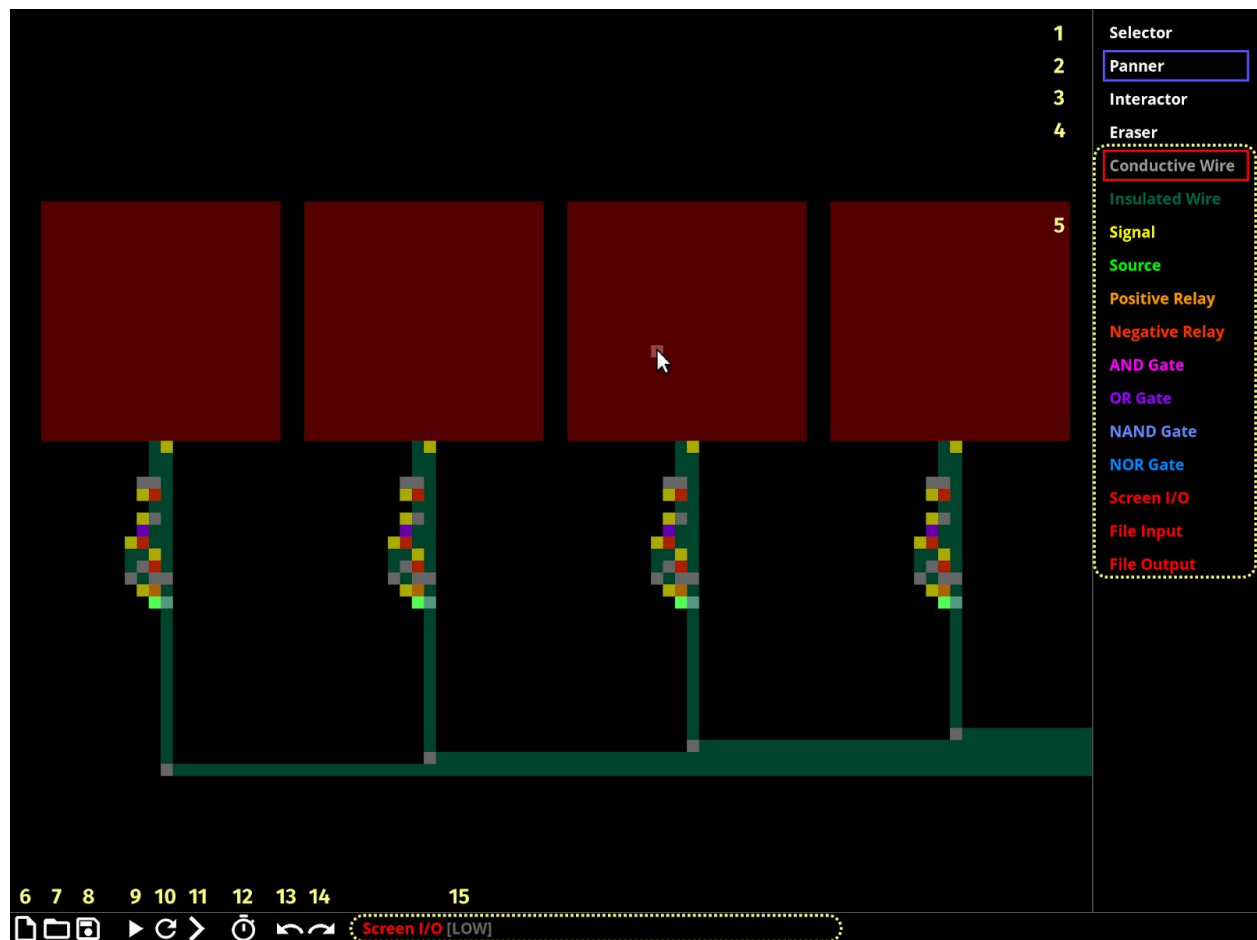 1 Selector
2 Panner
3 Interactor
4 Eraser
Conductive Wire
Insulated Wire
5 Signal
Source
Positive Relay
Negative Relay
AND Gate
OR Gate
NAND Gate
NOR Gate
Screen I/O
File Input
File Output
6 7 8 9 10 11 12 13 14 15
Screen I/O [LOW]